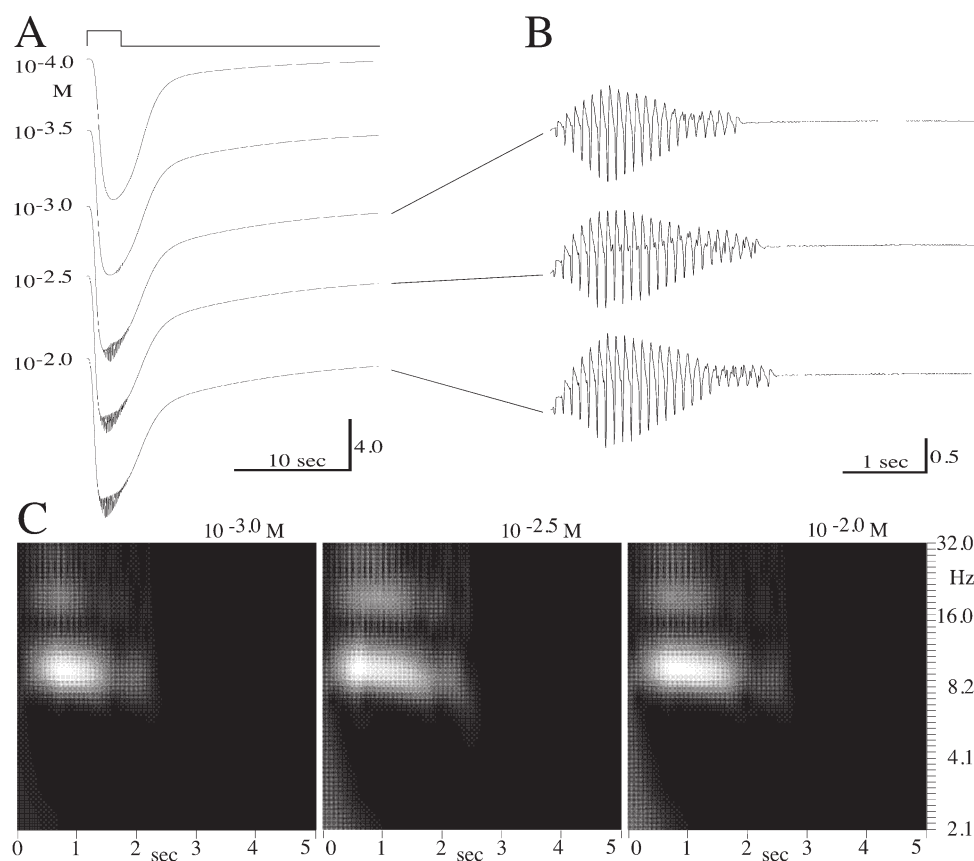 A
B
10-4.0
M
10-3.5
10-3.0
10-2.5
10-2.0
10 sec
4.0
1 sec
0.5
C
10 -3.0 M
10 -2.5 M
10 -2.0 M
32.0
Hz
16.0
8.2
4.1
2.1
0 1 2 3 4 5
sec
0 1 2 3 4 5
sec
0 1 2 3 4 5
sec